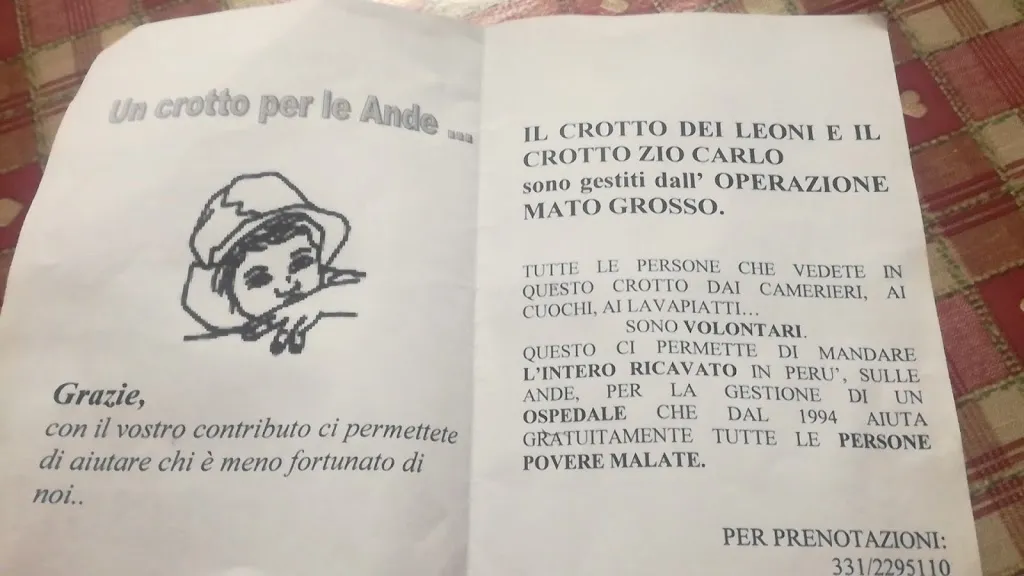 Un crotto per le Ande ...
Grazie,
con il vostro contributo ci permettete
di aiutare chi è meno fortunato di
noi..
IL CROTTO DEI LEONI E IL
CROTTO ZIO CARLO
sono gestiti dall' OPERAZIONE
MATO GROSSO.
TUTTE LE PERSONE CHE VEDETE IN
QUESTO CROTTO DAI CAMERIERI, AI
CUOCHI, AI LAVAPIATTI...
SONO VOLONTARI.
QUESTO CI PERMETTE DI MANDARE
L'INTERO RICAVATO IN PERU', SULLE
ANDE, PER LA GESTIONE DI UN
OSPEDALE CHE DAL 1994 AIUTA
GRATUITAMENTE TUTTE LE PERSONE
POVERE MALATE.
PER PRENOTAZIONI:
331/2295110